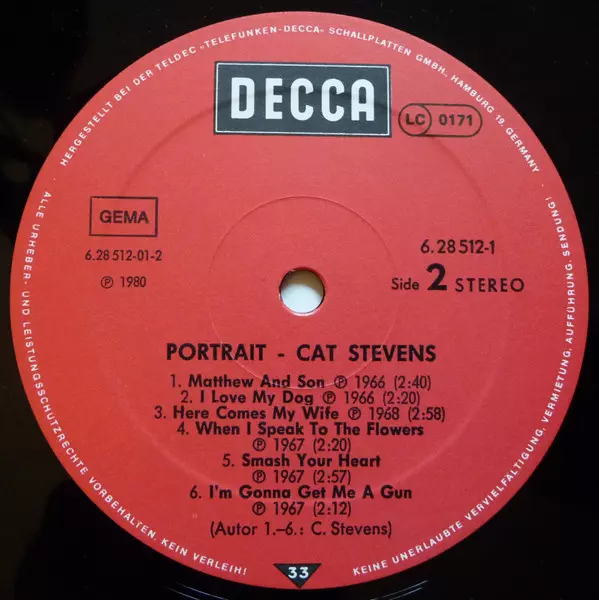 HERGESTELLT BEI DER TELDEC »TELEFUNKEN-DECCA« SCHALLPLATTEN GMBH., HAMBURG 19, GERMANY
DECCA
LC 0171
GEMA
6.28 512-01-2
℗ 1980
6.28 512-1
Side 2 STEREO
PORTRAIT - CAT STEVENS
1. Matthew And Son ℗ 1966 (2:40)
2. I Love My Dog ℗ 1966 (2:20)
3. Here Comes My Wife ℗ 1968 (2:58)
4. When I Speak To The Flowers
℗ 1967 (2:20)
5. Smash Your Heart
℗ 1967 (2:57)
6. I'm Gonna Get Me A Gun
℗ 1967 (2:12)
(Autor 1.-6.: C. Stevens)
33
ALLE URHEBER- UND LEISTUNGSSCHUTZRECHTE VORBEHALTEN. KEIN VERLEIH!
KEINE UNERLAUBTE VERVIELFÄLTIGUNG, VERMIETUNG, AUFFÜHRUNG, SENDUNG!